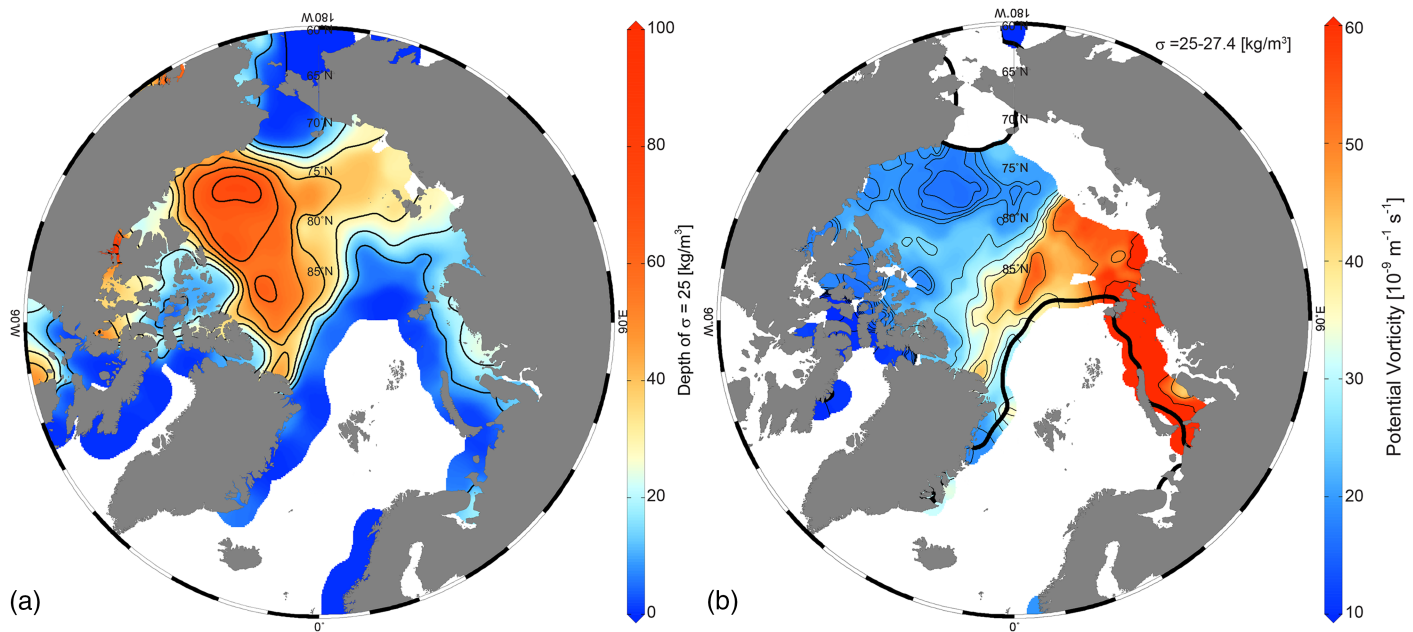 180°W
60°N
65°N
70°N
75°N
80°N
85°N
90°W
90°E
0°
100
80
60
40
20
0
Depth of σ = 25 [kg/m³]
(a)
180°W
60°N
σ =25-27.4 [kg/m³]
65°N
70°N
75°N
80°N
85°N
90°W
90°E
0°
60
50
40
30
20
10
Potential Vorticity [10⁻⁹ m⁻¹ s⁻¹]
(b)